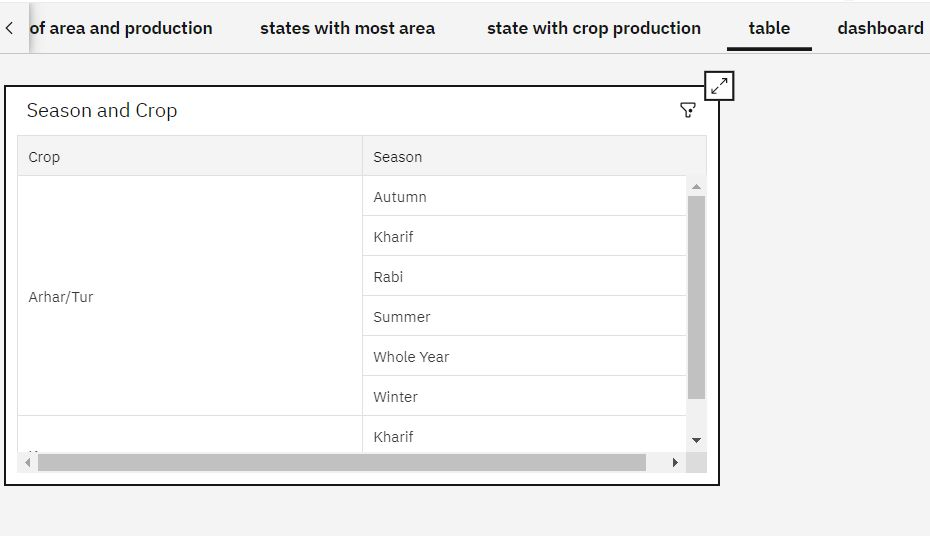 of area and production states with most area state with crop production table dashboard
Season and Crop
Crop Season
Autumn
Kharif
Rabi
Arhar/Tur
Summer
Whole Year
Winter
Kharif